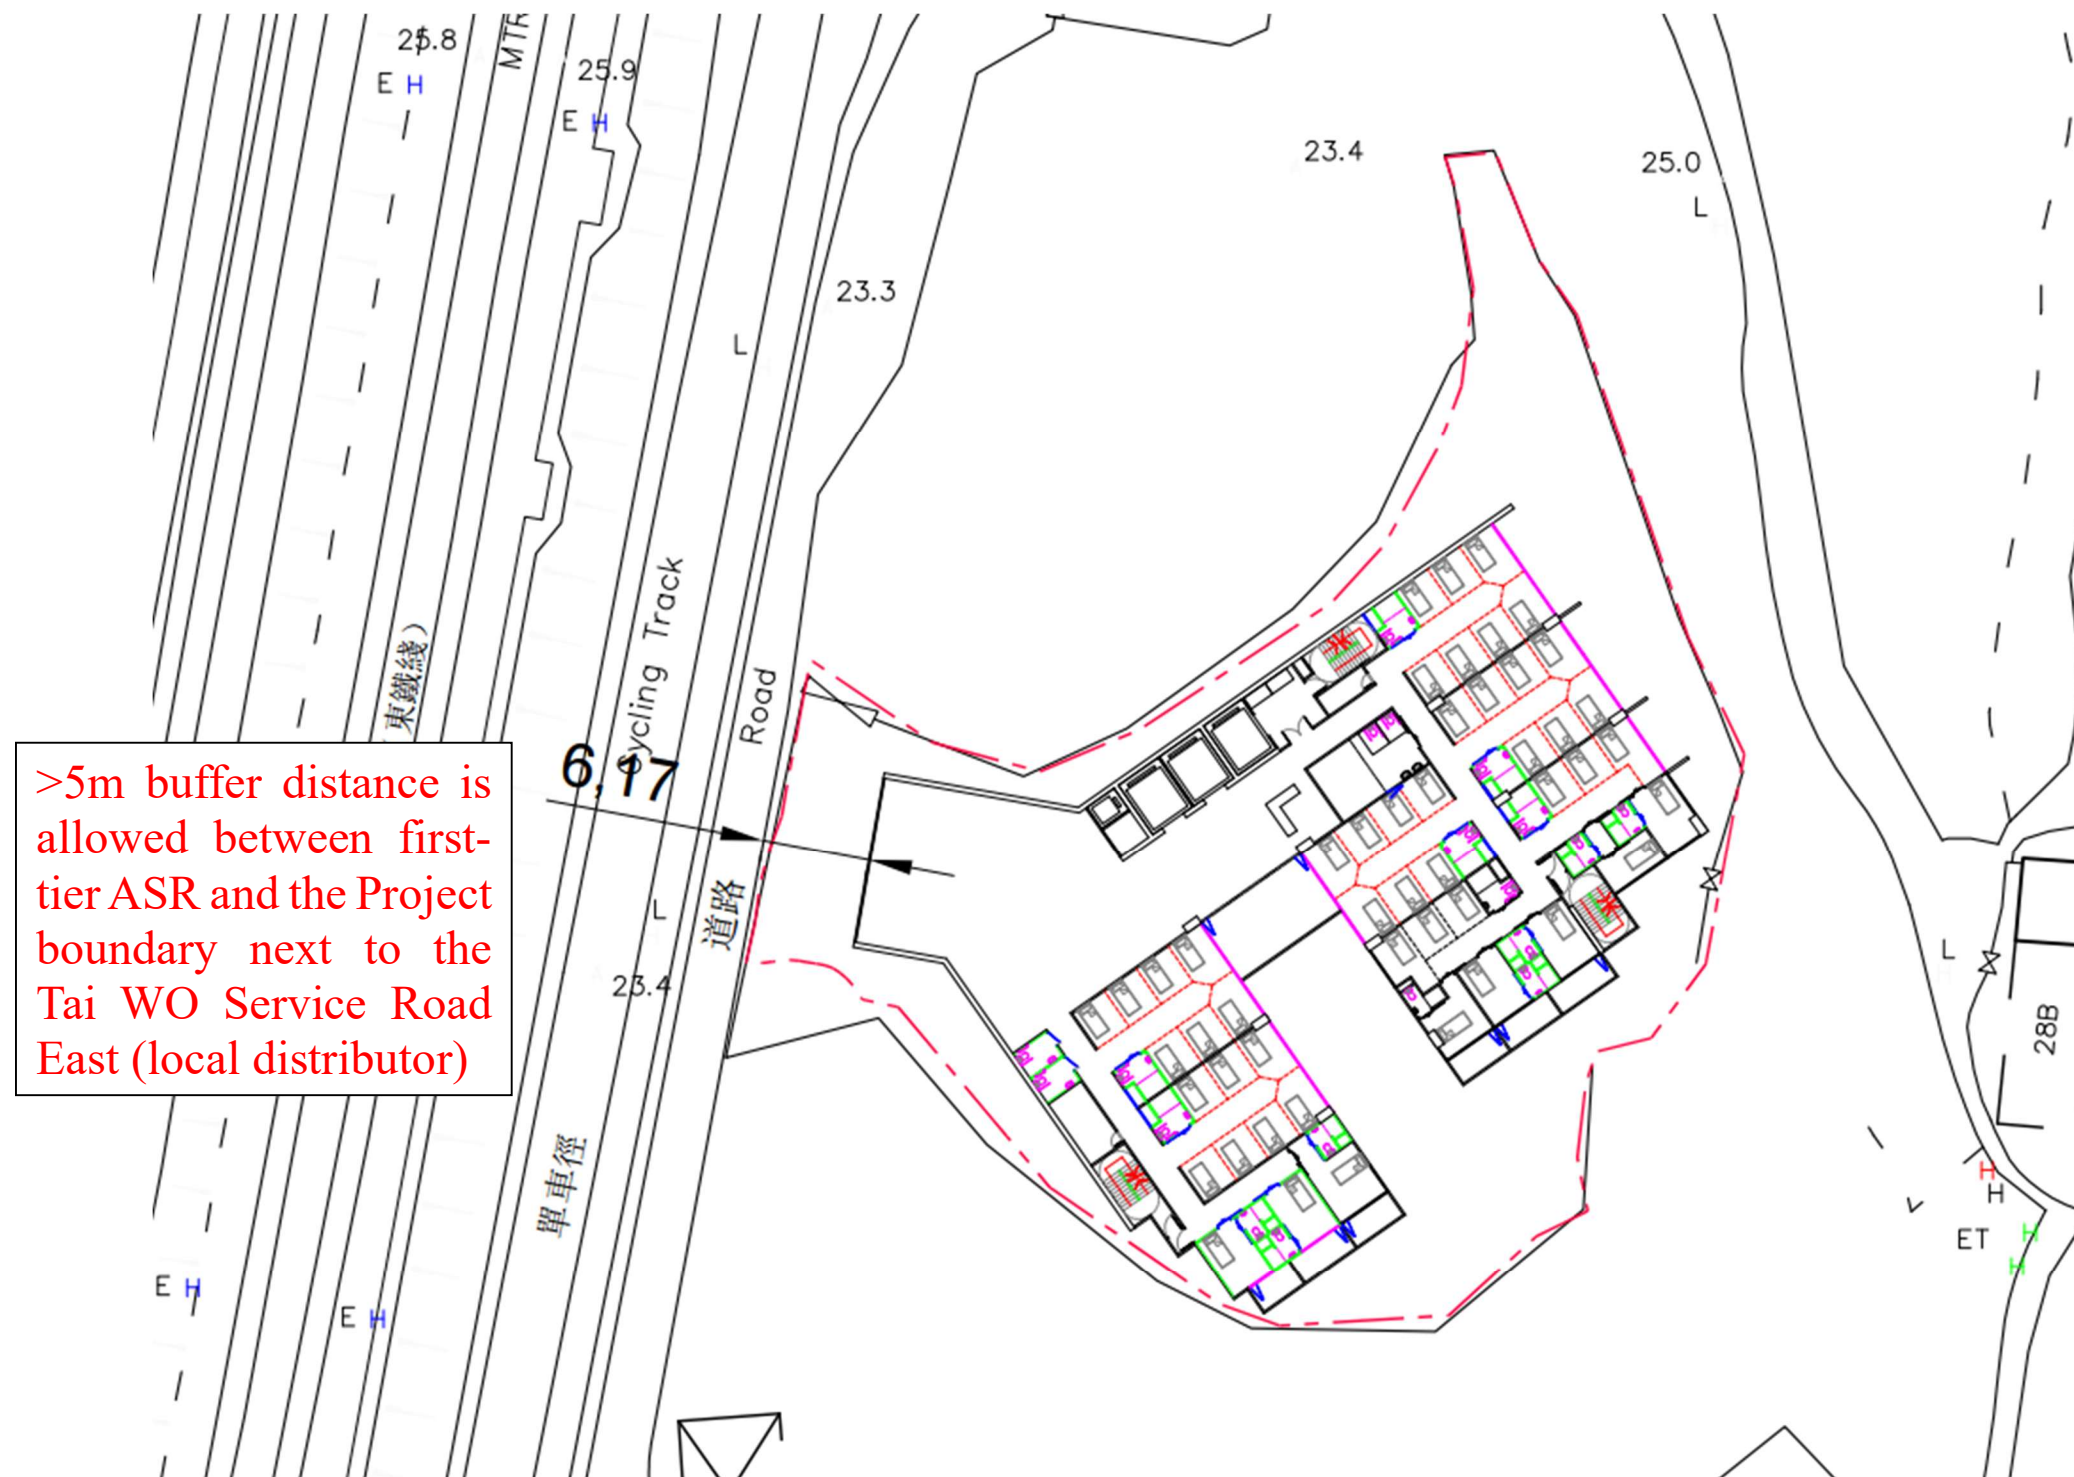 25.8
MTR
E H
25.9
E H
23.4
25.0
L
23.3
L
Cycling Track
(東鐵綫)
Road
6,17
>5m buffer distance is
allowed between first-
tier ASR and the Project
boundary next to the
Tai WO Service Road
East (local distributor)
道路
L
23.4
L
28B
單車徑
H
H
ET
H
H
E H
E H